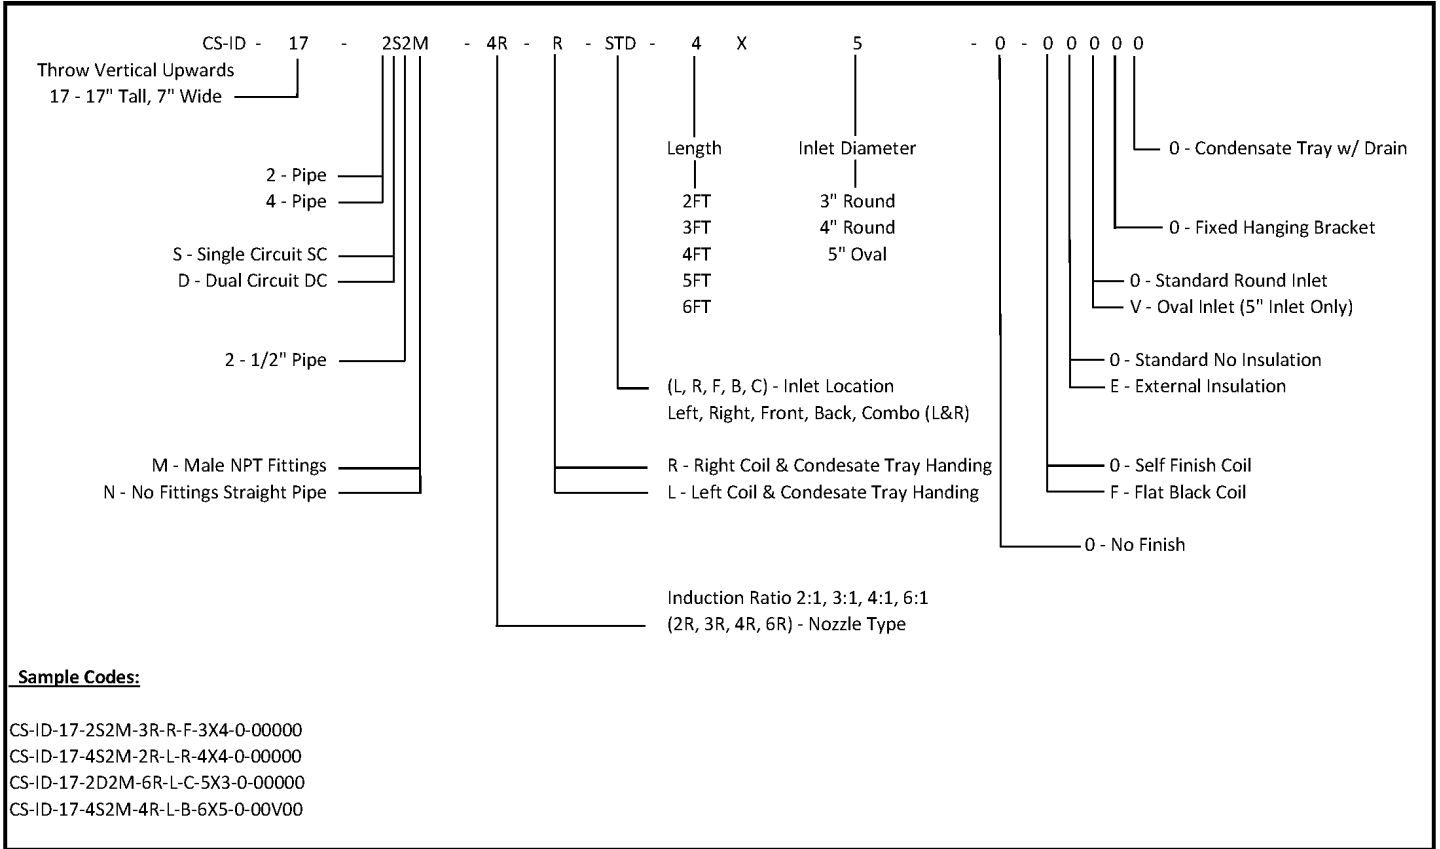 CS-ID - 17 - 2S2M - 4R - R - STD - 4 X 5 - 0 - 0 0 0 0 0
Throw Vertical Upwards
17 - 17" Tall, 7" Wide
Length Inlet Diameter
0 - Condensate Tray w/ Drain
2 - Pipe
4 - Pipe
2FT 3" Round
3FT 4" Round
4FT 5" Oval
5FT
6FT
0 - Fixed Hanging Bracket
S - Single Circuit SC
D - Dual Circuit DC
0 - Standard Round Inlet
V - Oval Inlet (5" Inlet Only)
2 - 1/2" Pipe
0 - Standard No Insulation
E - External Insulation
(L, R, F, B, C) - Inlet Location
Left, Right, Front, Back, Combo (L&R)
M - Male NPT Fittings
N - No Fittings Straight Pipe
R - Right Coil & Condesate Tray Handing
L - Left Coil & Condesate Tray Handing
0 - Self Finish Coil
F - Flat Black Coil
0 - No Finish
Induction Ratio 2:1, 3:1, 4:1, 6:1
(2R, 3R, 4R, 6R) - Nozzle Type
Sample Codes:
CS-ID-17-2S2M-3R-R-F-3X4-0-00000
CS-ID-17-4S2M-2R-L-R-4X4-0-00000
CS-ID-17-2D2M-6R-L-C-5X3-0-00000
CS-ID-17-4S2M-4R-L-B-6X5-0-00V00